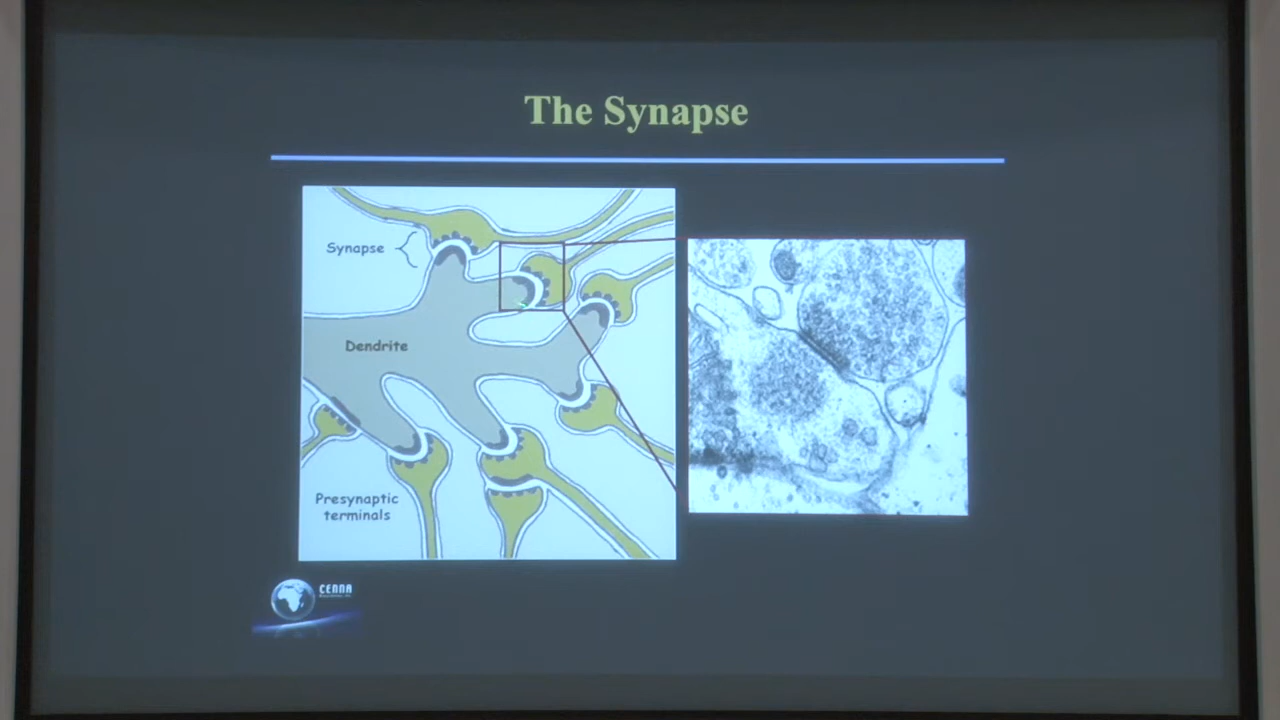 The Synapse
Synapse
Dendrite
Presynaptic
terminals
CENNA